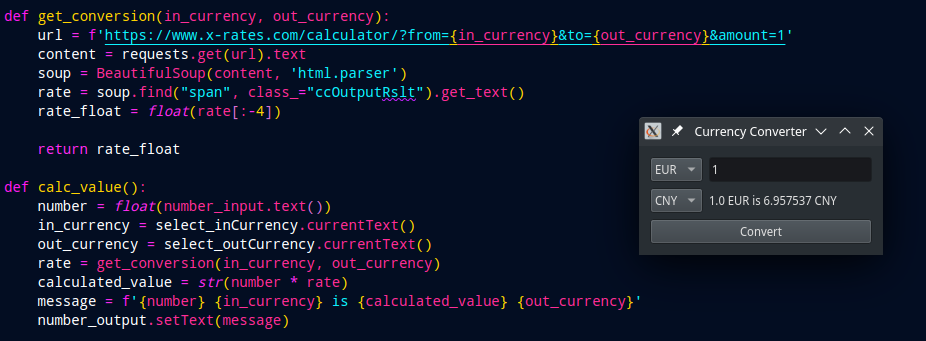 def get_conversion(in_currency, out_currency):
    url = f'https://www.x-rates.com/calculator/?from={in_currency}&to={out_currency}&amount=1'
    content = requests.get(url).text
    soup = BeautifulSoup(content, 'html.parser')
    rate = soup.find("span", class_="ccOutputRslt").get_text()
    rate_float = float(rate[:-4])

    return rate_float

def calc_value():
    number = float(number_input.text())
    in_currency = select_inCurrency.currentText()
    out_currency = select_outCurrency.currentText()
    rate = get_conversion(in_currency, out_currency)
    calculated_value = str(number * rate)
    message = f'{number} {in_currency} is {calculated_value} {out_currency}'
    number_output.setText(message)
Currency Converter
EUR 1
CNY 1.0 EUR is 6.957537 CNY
Convert